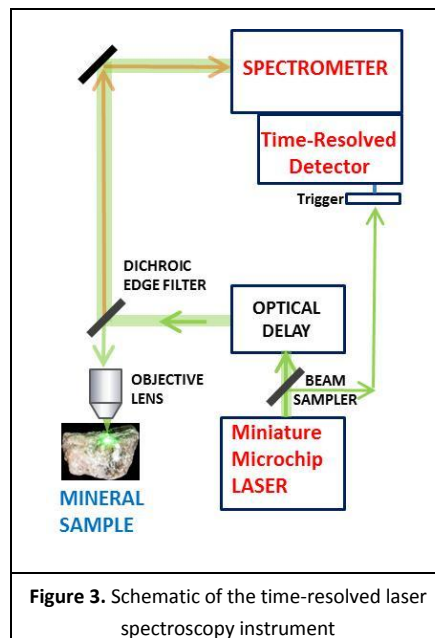 SPECTROMETER
Time-Resolved
Detector
Trigger
DICHROIC
EDGE FILTER
OPTICAL
DELAY
OBJECTIVE
LENS
BEAM
SAMPLER
Miniature
Microchip
LASER
MINERAL
SAMPLE
Figure 3. Schematic of the time-resolved laser
spectroscopy instrument